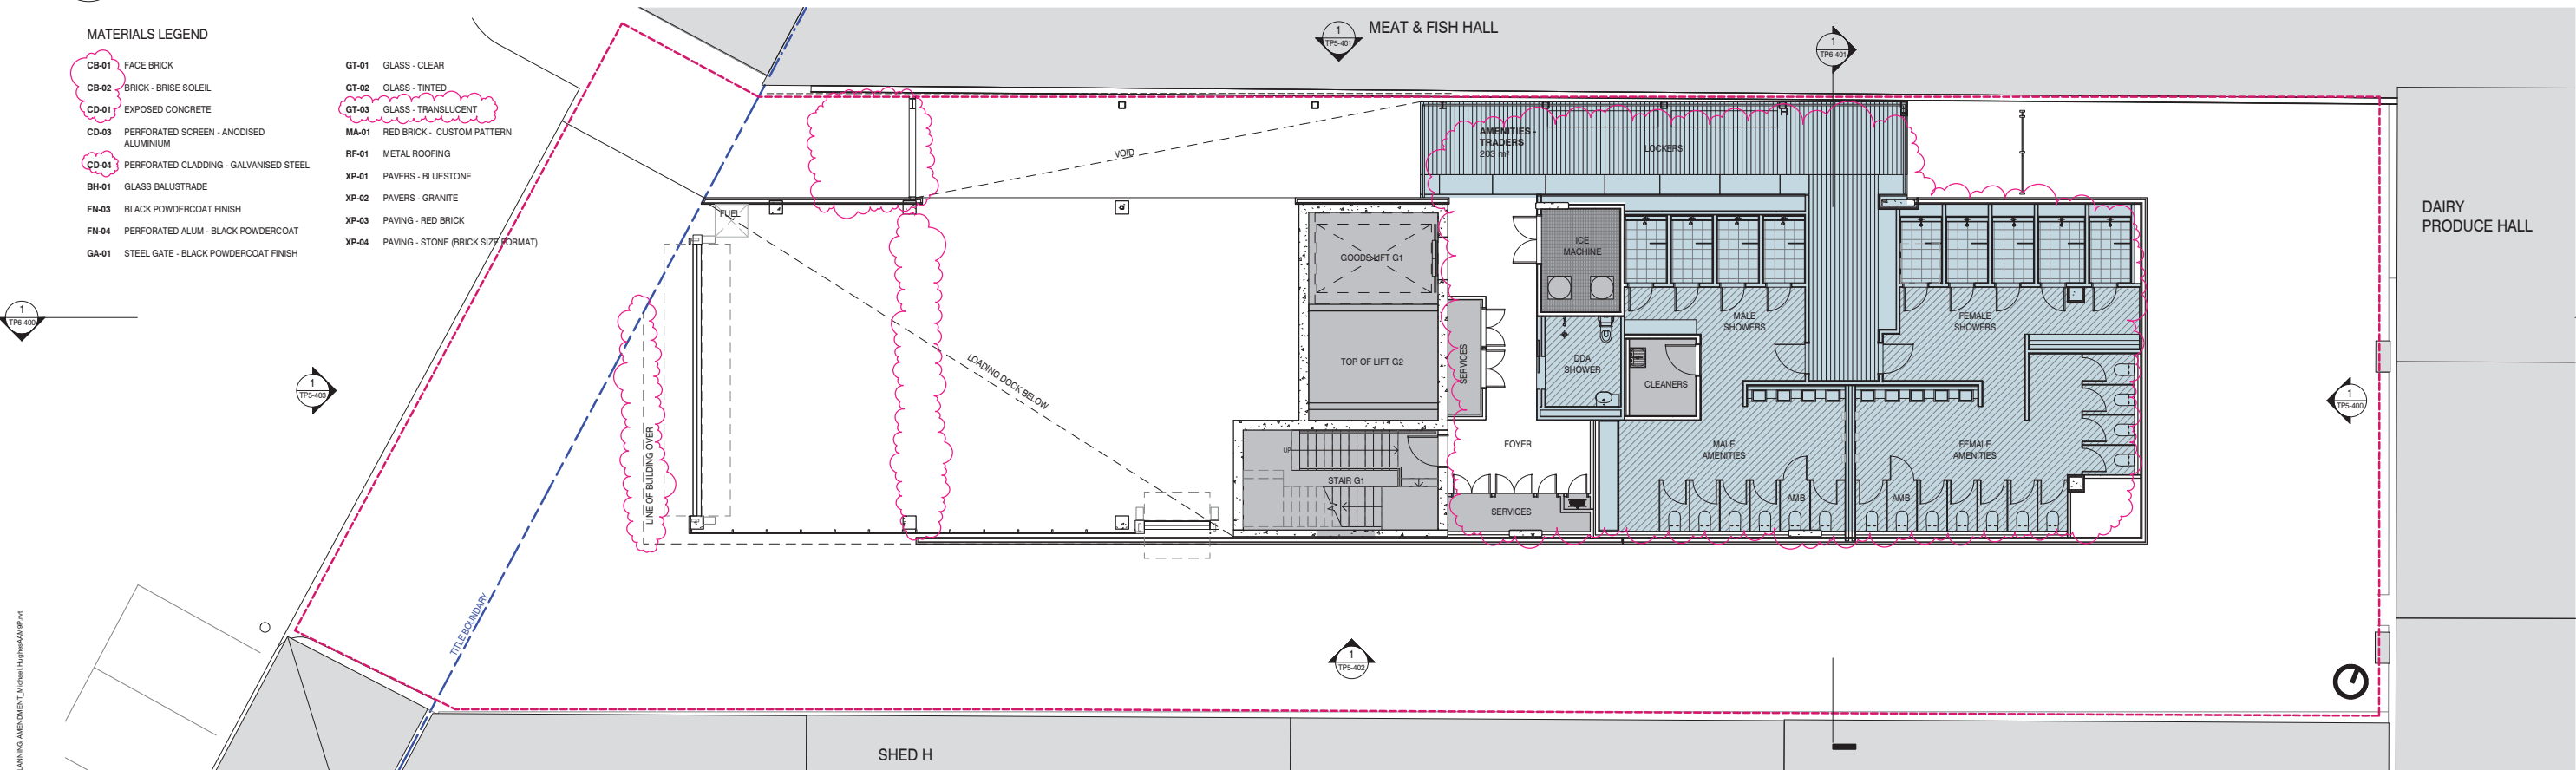 MEAT & FISH HALL
1
TP5-401
1
TP6-401
MATERIALS LEGEND
CB-01 FACE BRICK
CB-02 BRICK - BRISE SOLEIL
CD-01 EXPOSED CONCRETE
CD-03 PERFORATED SCREEN - ANODISED
ALUMINIUM
CD-04 PERFORATED CLADDING - GALVANISED STEEL
BH-01 GLASS BALUSTRADE
FN-03 BLACK POWDERCOAT FINISH
FN-04 PERFORATED ALUM - BLACK POWDERCOAT
GA-01 STEEL GATE - BLACK POWDERCOAT FINISH
GT-01 GLASS - CLEAR
GT-02 GLASS - TINTED
GT-03 GLASS - TRANSLUCENT
MA-01 RED BRICK - CUSTOM PATTERN
RF-01 METAL ROOFING
XP-01 PAVERS - BLUESTONE
XP-02 PAVERS - GRANITE
XP-03 PAVING - RED BRICK
XP-04 PAVING - STONE (BRICK SIZE FORMAT)
VOID
AMENITIES -
TRADERS
203 m²
LOCKERS
FUEL
DAIRY
PRODUCE HALL
GOODS LIFT G1
ICE
MACHINE
MALE
SHOWERS
FEMALE
SHOWERS
1
TP6-400
1
TP5-403
LOADING DOCK BELOW
TOP OF LIFT G2
SERVICES
DDA
SHOWER
CLEANERS
1
TP5-400
LINE OF BUILDING OVER
UP
STAIR G1
FOYER
SERVICES
MALE
AMENITIES
FEMALE
AMENITIES
AMB
AMB
TITLE BOUNDARY
1
TP5-402
SHED H